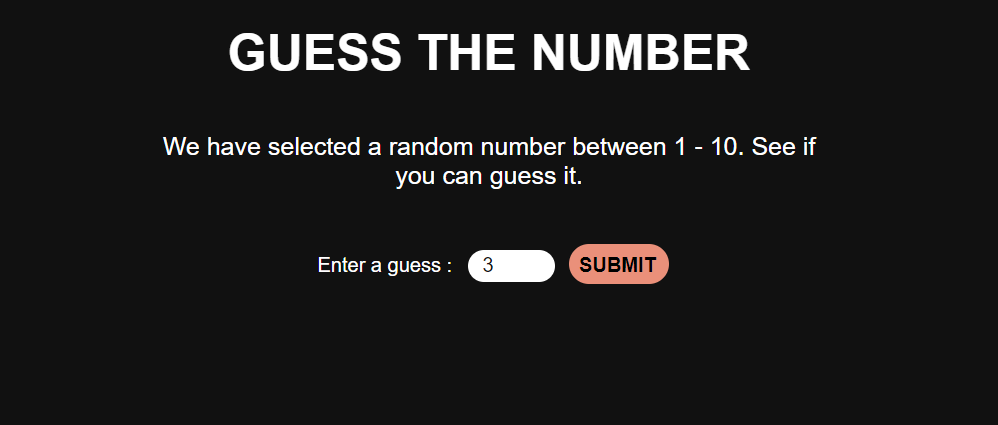 GUESS THE NUMBER
We have selected a random number between 1 - 10. See if
you can guess it.
Enter a guess : 3 SUBMIT